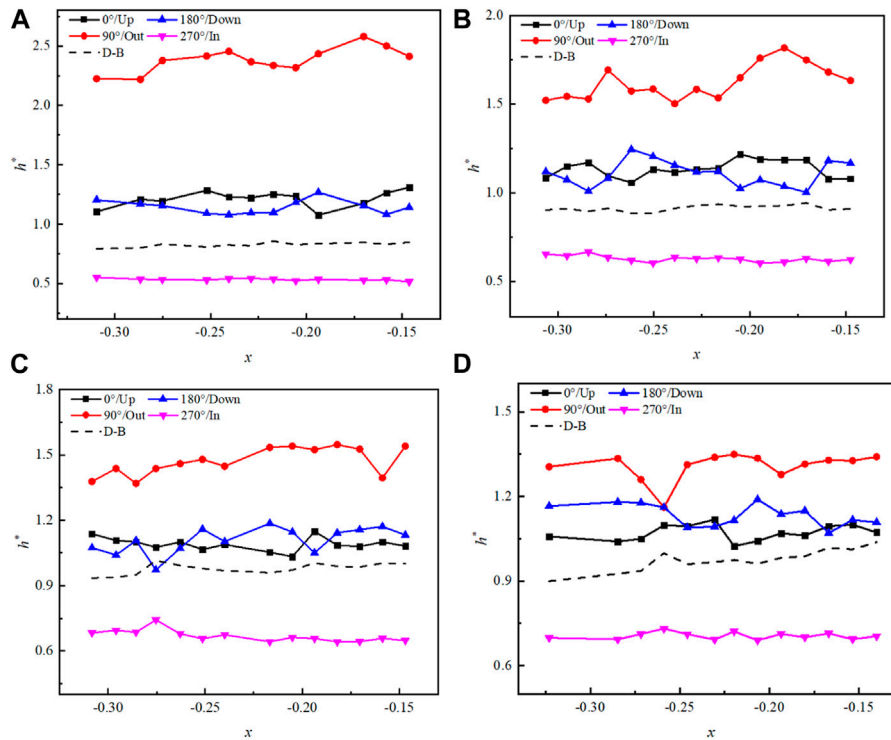 A
0°/Up 180°/Down
90°/Out 270°/In
D-B
2.5
2.0
1.5
1.0
0.5
h*
-0.30 -0.25 -0.20 -0.15
x
B
0°/Up 180°/Down
90°/Out 270°/In
D-B
2.0
1.5
1.0
0.5
h*
-0.30 -0.25 -0.20 -0.15
x
C
0°/Up 180°/Down
90°/Out 270°/In
D-B
1.8
1.5
1.2
0.9
0.6
h*
-0.30 -0.25 -0.20 -0.15
x
D
0°/Up 180°/Down
90°/Out 270°/In
D-B
1.5
1.2
0.9
0.6
h*
-0.30 -0.25 -0.20 -0.15
x